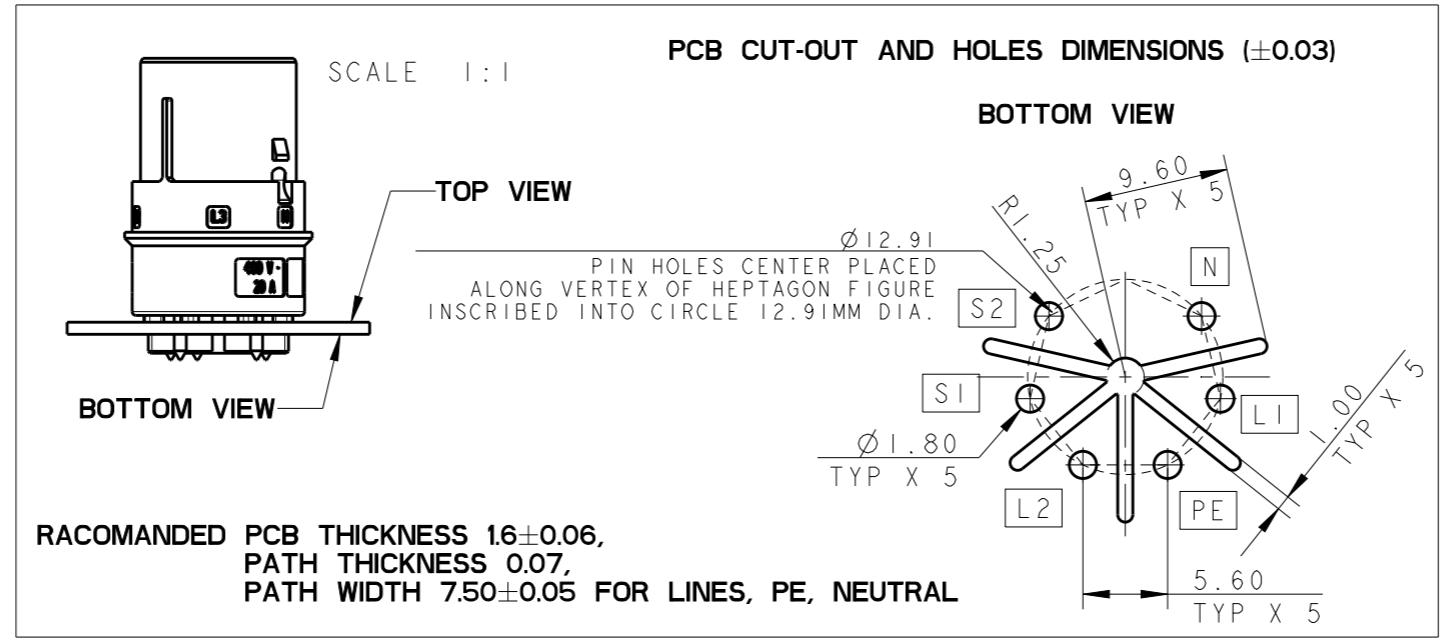 SCALE 1:1
PCB CUT-OUT AND HOLES DIMENSIONS (±0.03)
BOTTOM VIEW
TOP VIEW
L3
N
400 V~
20 A
BOTTOM VIEW
9.60
TYP X 5
R1.25
Ø12.91
PIN HOLES CENTER PLACED
ALONG VERTEX OF HEPTAGON FIGURE
INSCRIBED INTO CIRCLE 12.91MM DIA.
N
S2
S1
L1
Ø1.80
TYP X 5
1.00
TYP X 5
L2
PE
5.60
TYP X 5
RACOMANDED PCB THICKNESS 1.6±0.06,
PATH THICKNESS 0.07,
PATH WIDTH 7.50±0.05 FOR LINES, PE, NEUTRAL